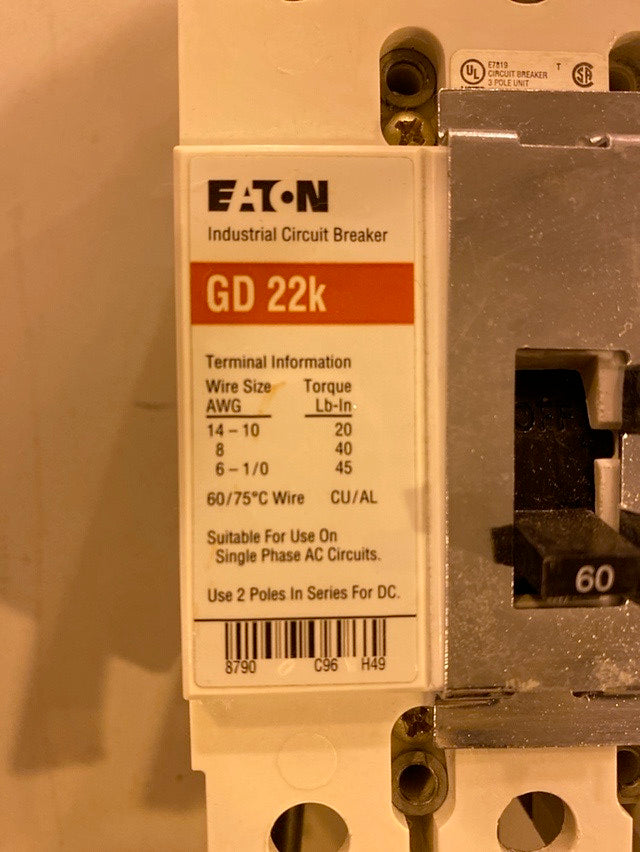 UL
E7819
CIRCUIT BREAKER
3 POLE UNIT
T
EATON
Industrial Circuit Breaker
GD 22k
Terminal Information
Wire Size Torque
AWG Lb-In
14 – 10 20
8 40
6 – 1/0 45
60/75°C Wire CU/AL
Suitable For Use On
Single Phase AC Circuits.
Use 2 Poles In Series For DC.
8790 C96 H49
60